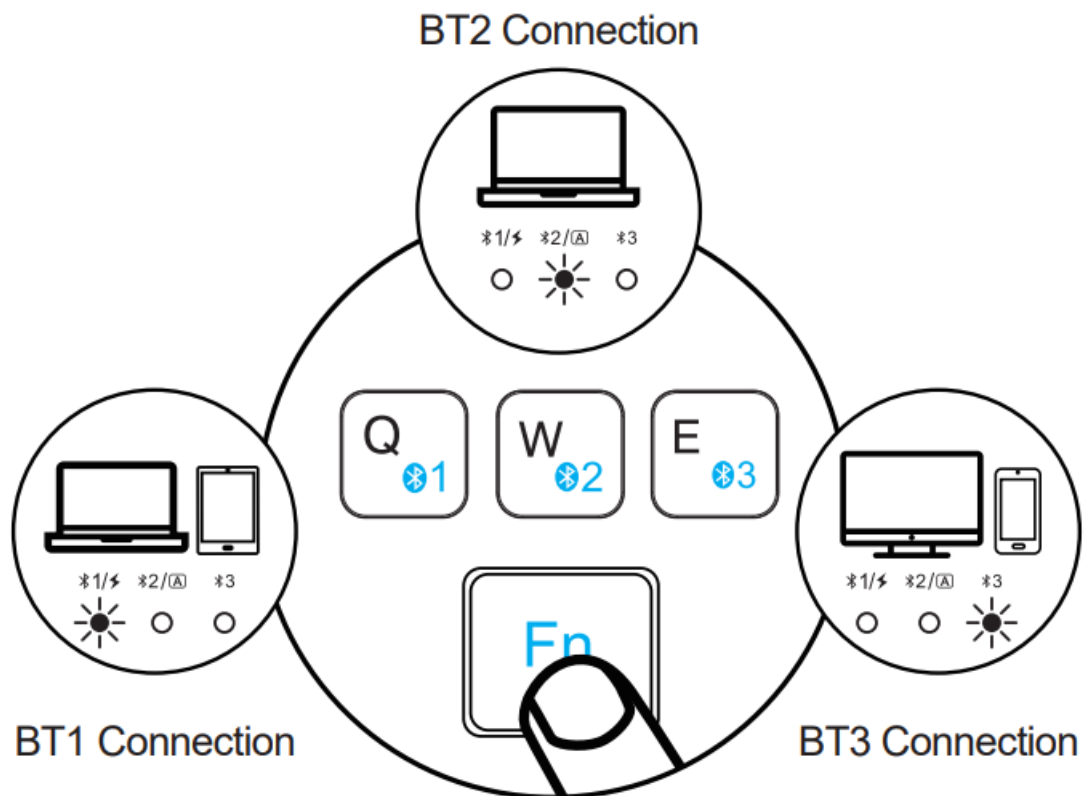 BT2 Connection
1/ 2/A 3
Q 1
W 2
E 3
1/ 2/A 3
1/ 2/A 3
Fn
BT1 Connection
BT3 Connection